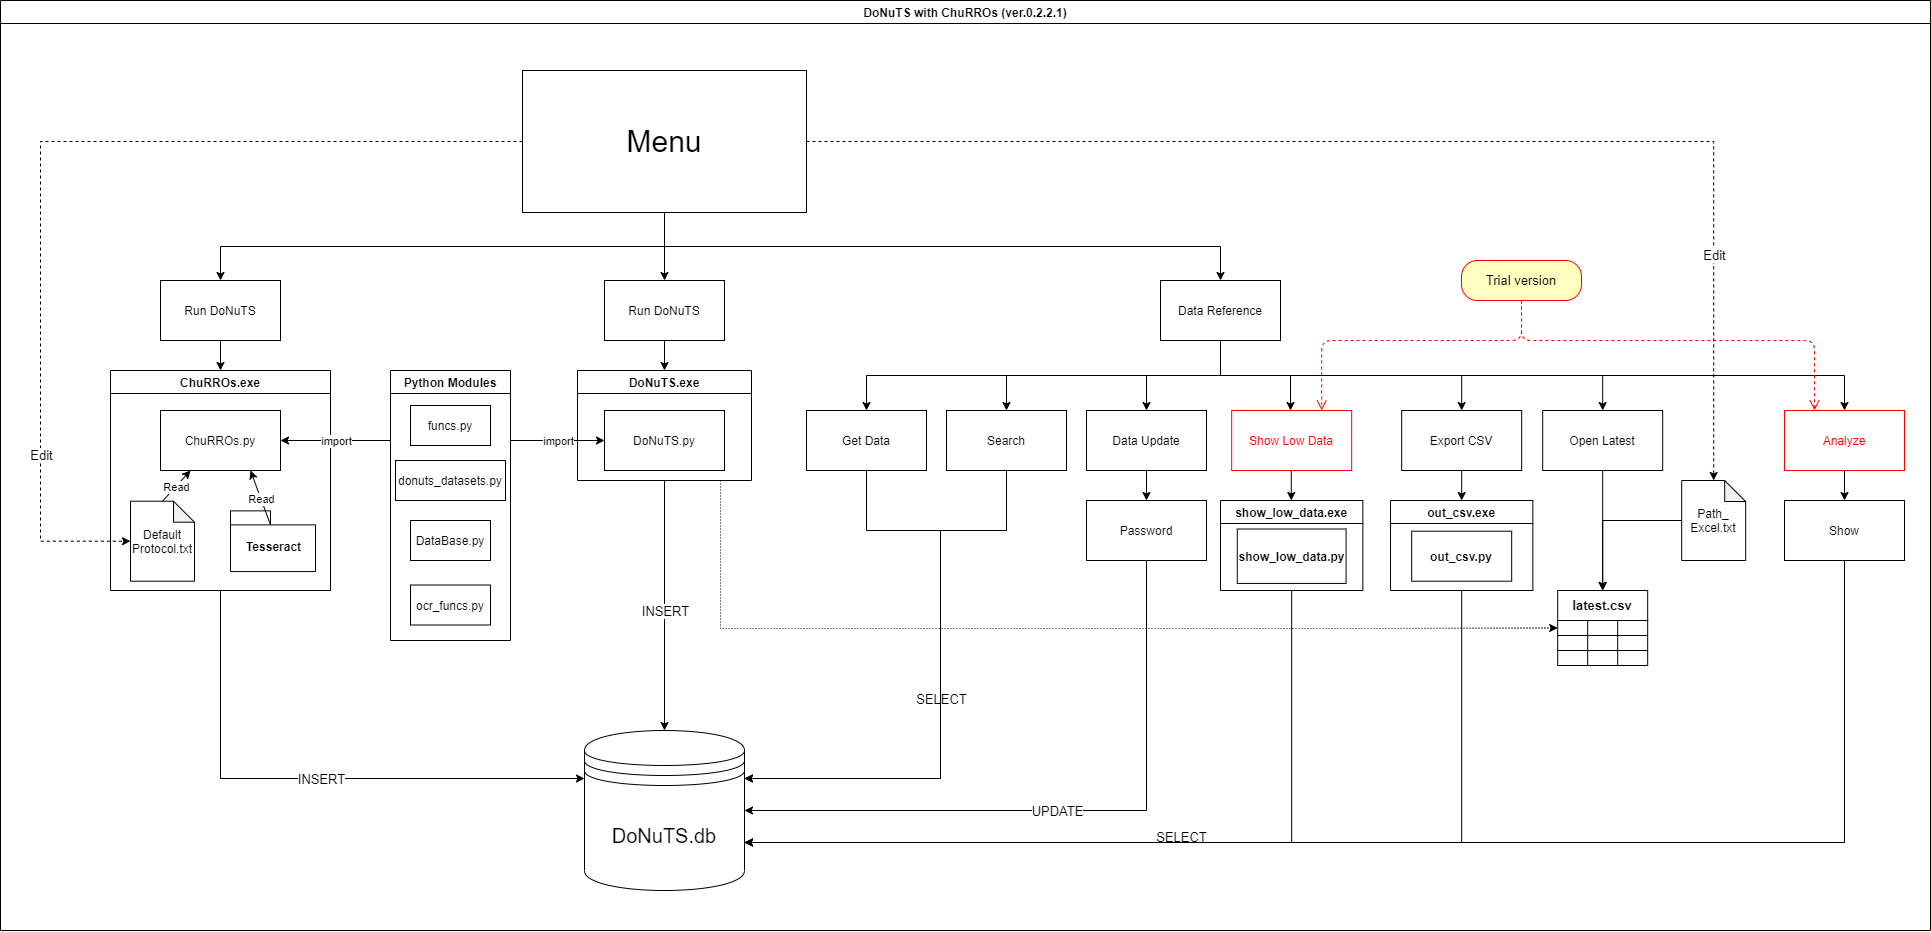 DoNuTS with ChuRROs (ver.0.2.2.1)
Menu
Edit
Trial version
Run DoNuTS
Run DoNuTS
Data Reference
ChuRROs.exe
Python Modules
DoNuTS.exe
funcs.py
ChuRROs.py
import
import
DoNuTS.py
Get Data
Search
Data Update
Show Low Data
Export CSV
Open Latest
Analyze
Edit
donuts_datasets.py
Read
Read
show_low_data.exe
out_csv.exe
Path_
Excel.txt
Default
Protocol.txt
Tesseract
DataBase.py
Password
show_low_data.py
out_csv.py
Show
ocr_funcs.py
INSERT
latest.csv
SELECT
INSERT
UPDATE
DoNuTS.db
SELECT